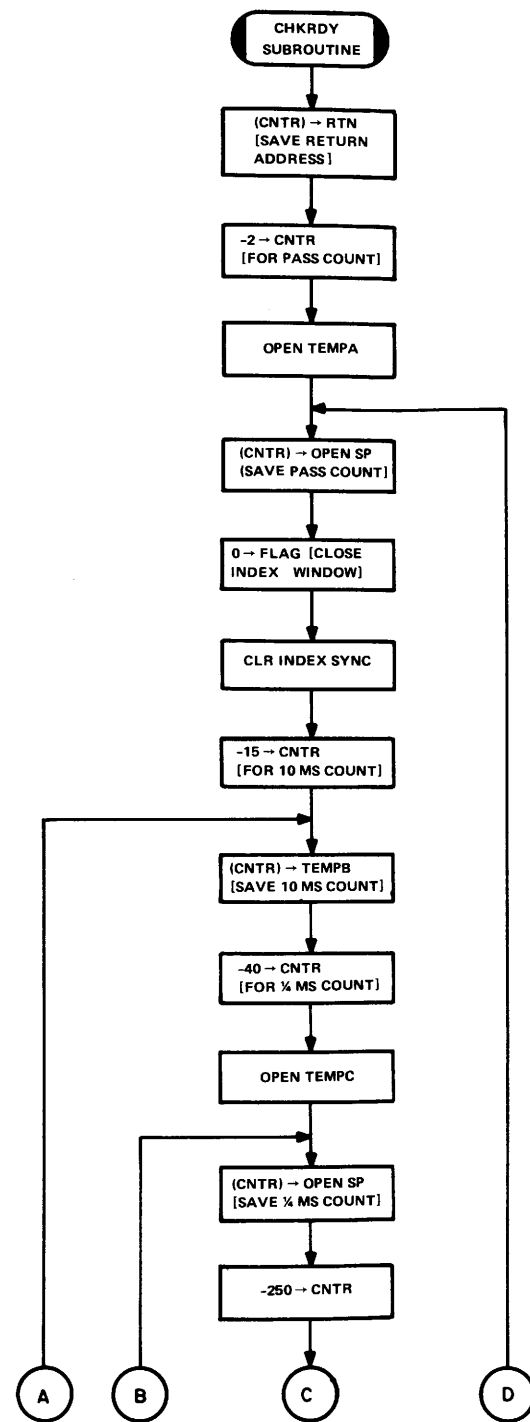 CHKRDY
SUBROUTINE
(CNTR) → RTN
[SAVE RETURN
ADDRESS]
-2 → CNTR
[FOR PASS COUNT]
OPEN TEMPA
(CNTR) → OPEN SP
(SAVE PASS COUNT]
0 → FLAG [CLOSE
INDEX WINDOW]
CLR INDEX SYNC
-15 → CNTR
[FOR 10 MS COUNT]
(CNTR) → TEMPB
[SAVE 10 MS COUNT]
-40 → CNTR
[FOR ¼ MS COUNT]
OPEN TEMPC
(CNTR) → OPEN SP
[SAVE ¼ MS COUNT]
-250 → CNTR
A B C D